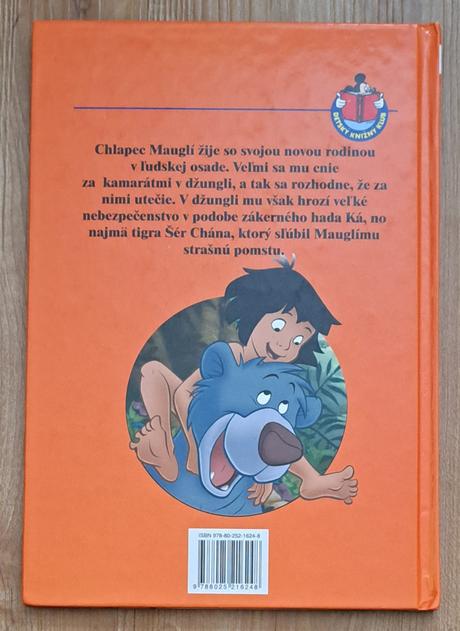 DETSKÝ KNIŽNÝ KLUB
Chlapec Mauglí žije so svojou novou rodinou
v ľudskej osade. Veľmi sa mu cnie
za kamarátmi v džungli, a tak sa rozhodne, že za
nimi utečie. V džungli mu však hrozí veľké
nebezpečenstvo v podobe zákerného hada Ká, no
najmä tigra Šér Chána, ktorý sľúbil Mauglímu
strašnú pomstu.
ISBN 978-80-252-1624-8
9 788025 216248